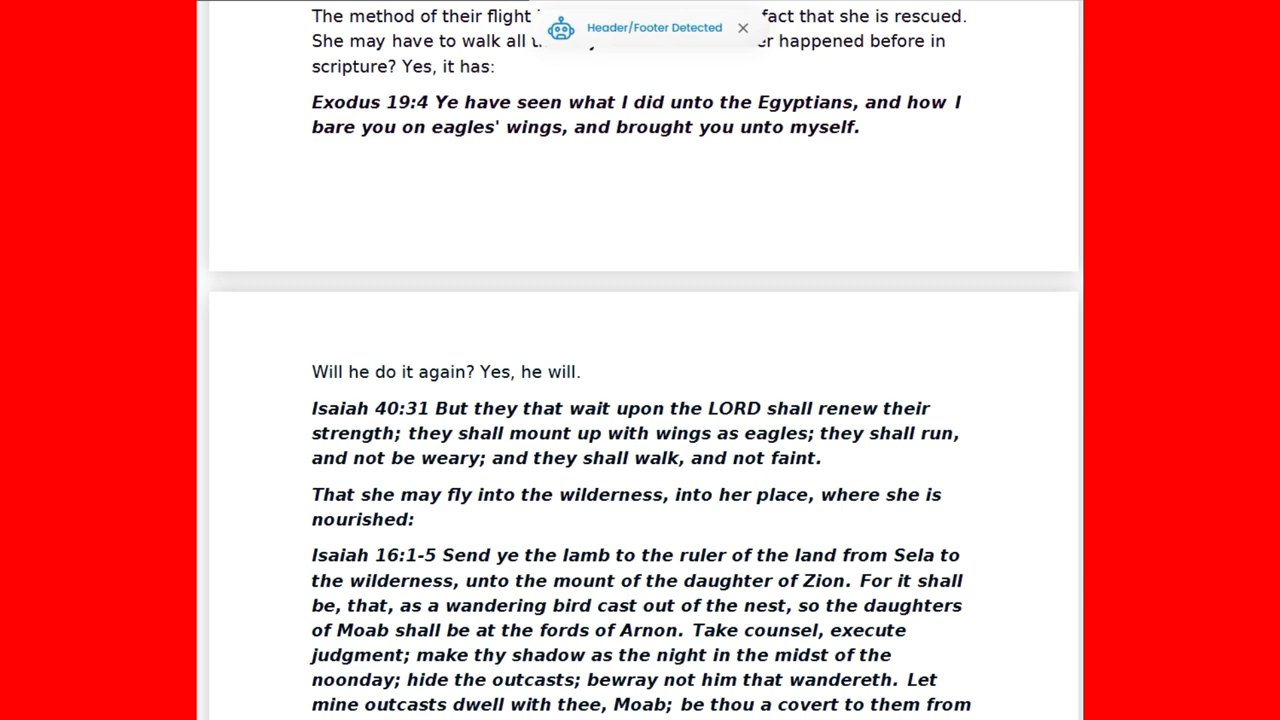 The method of their flight fact that she is rescued.
Header/Footer Detected
She may have to walk all happened before in
scripture? Yes, it has:
Exodus 19:4 Ye have seen what I did unto the Egyptians, and how I
bare you on eagles' wings, and brought you unto myself.
Will he do it again? Yes, he will.
Isaiah 40:31 But they that wait upon the LORD shall renew their
strength; they shall mount up with wings as eagles; they shall run,
and not be weary; and they shall walk, and not faint.
That she may fly into the wilderness, into her place, where she is
nourished:
Isaiah 16:1-5 Send ye the lamb to the ruler of the land from Sela to
the wilderness, unto the mount of the daughter of Zion. For it shall
be, that, as a wandering bird cast out of the nest, so the daughters
of Moab shall be at the fords of Arnon. Take counsel, execute
judgment; make thy shadow as the night in the midst of the
noonday; hide the outcasts; bewray not him that wandereth. Let
mine outcasts dwell with thee, Moab; be thou a covert to them from